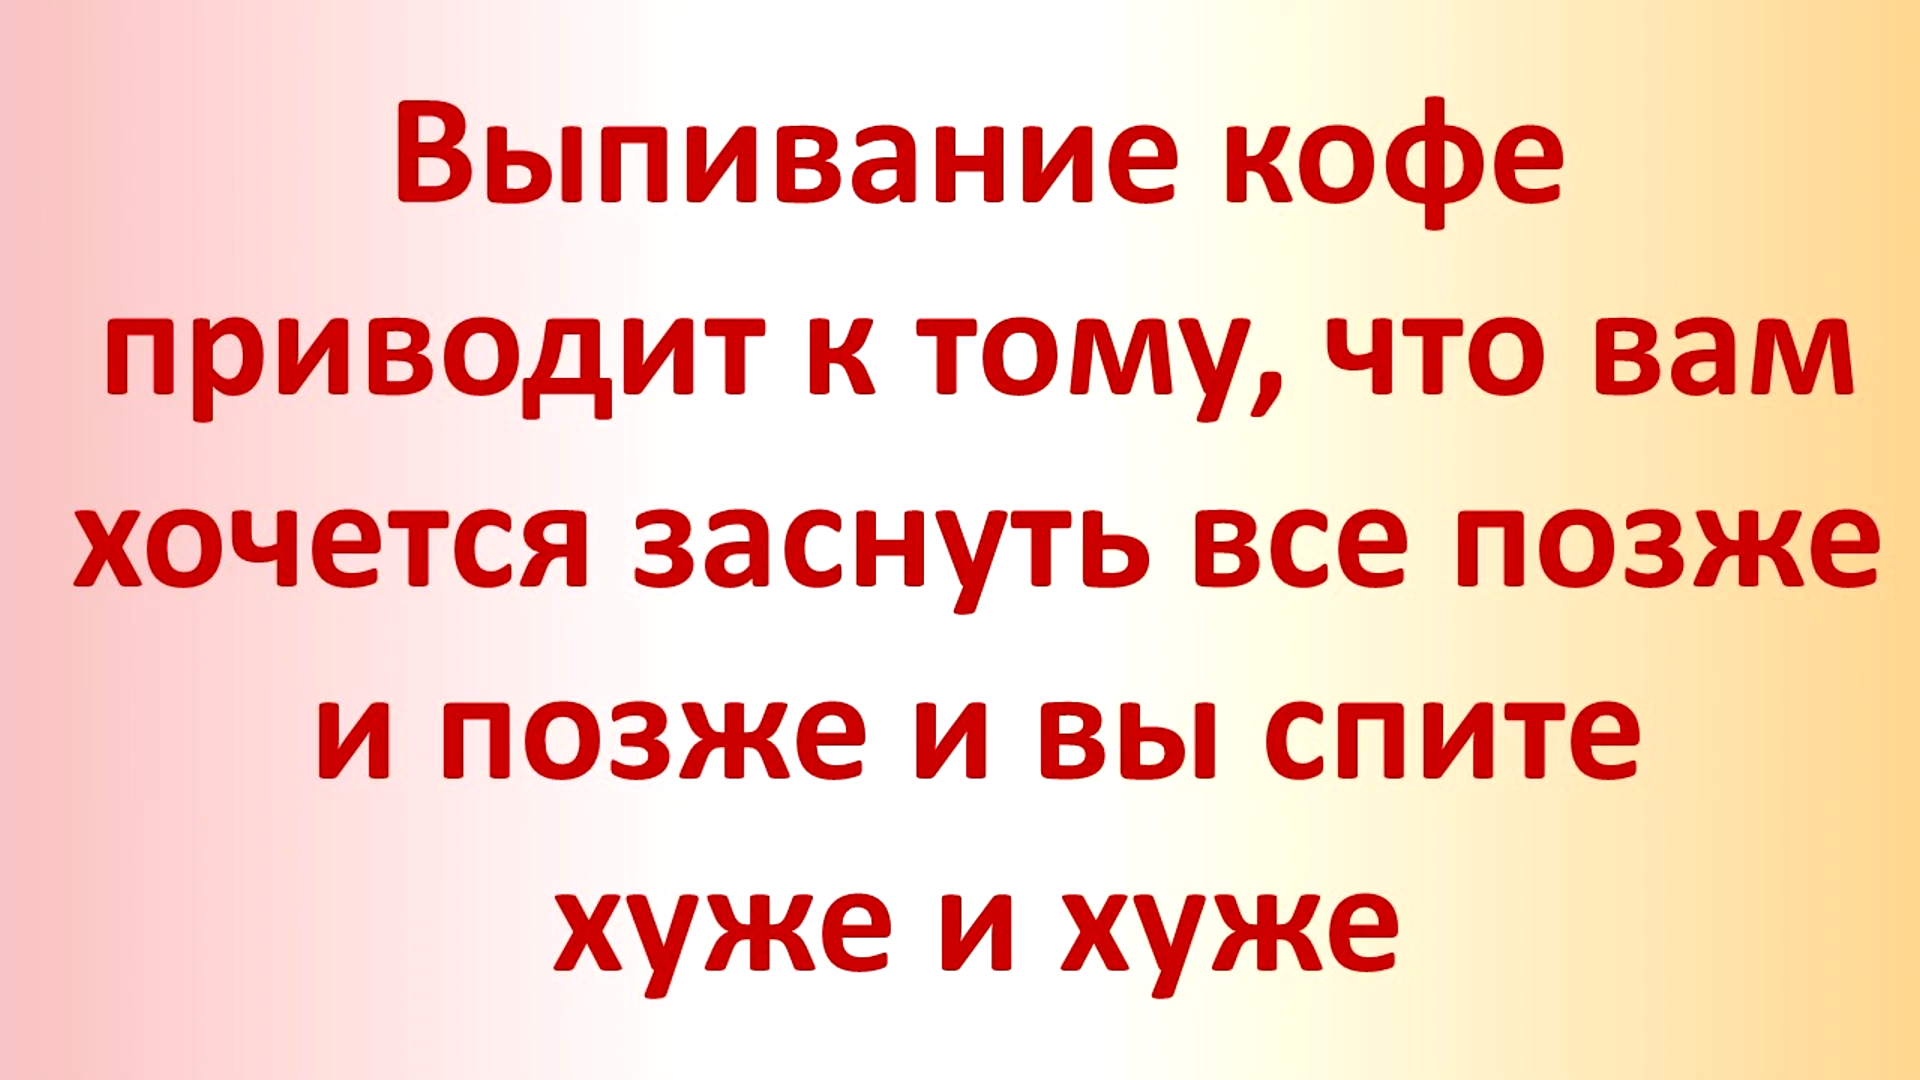 Выпивание кофе
приводит к тому, что вам
хочется заснуть все позже
и позже и вы спите
хуже и хуже